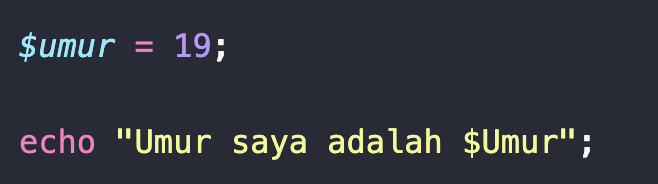 $umur = 19;
echo "Umur saya adalah $Umur";